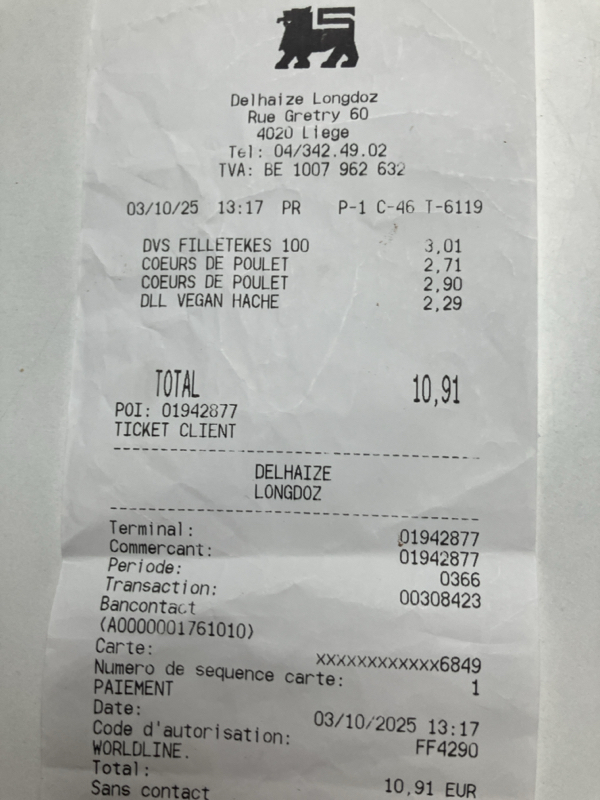 Delhaize Longdoz
Rue Gretry 60
4020 Liege
Tel: 04/342.49.02
TVA: BE 1007 962 632
03/10/25 13:17 PR P-1 C-46 T-6119
DVS FILLETEKES 100 3,01
COEURS DE POULET 2,71
COEURS DE POULET 2,90
DLL VEGAN HACHE 2,29
TOTAL 10,91
POI: 01942877
TICKET CLIENT
DELHAIZE
LONGDOZ
Terminal: 01942877
Commercant: 01942877
Periode: 0366
Transaction: 00308423
Bancontact
(A0000001761010)
Carte: xxxxxxxxxxxxx6849
Numero de sequence carte: 1
PAIEMENT
Date: 03/10/2025 13:17
Code d'autorisation: FF4290
WORLDLINE.
Total: 10,91 EUR
Sans contact